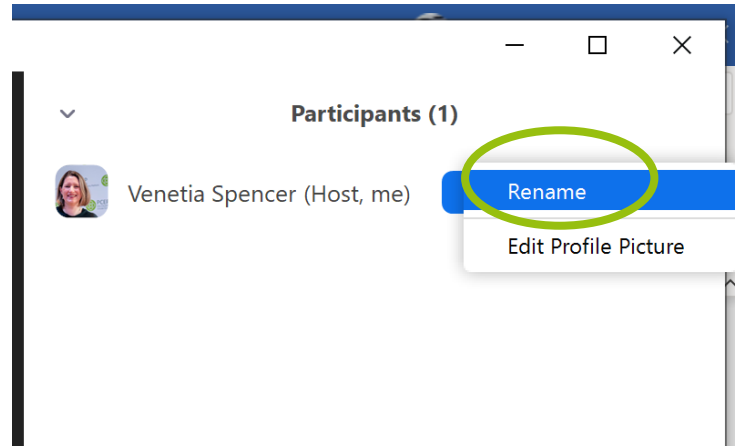 Participants (1)
Venetia Spencer (Host, me)
Rename
Edit Profile Picture